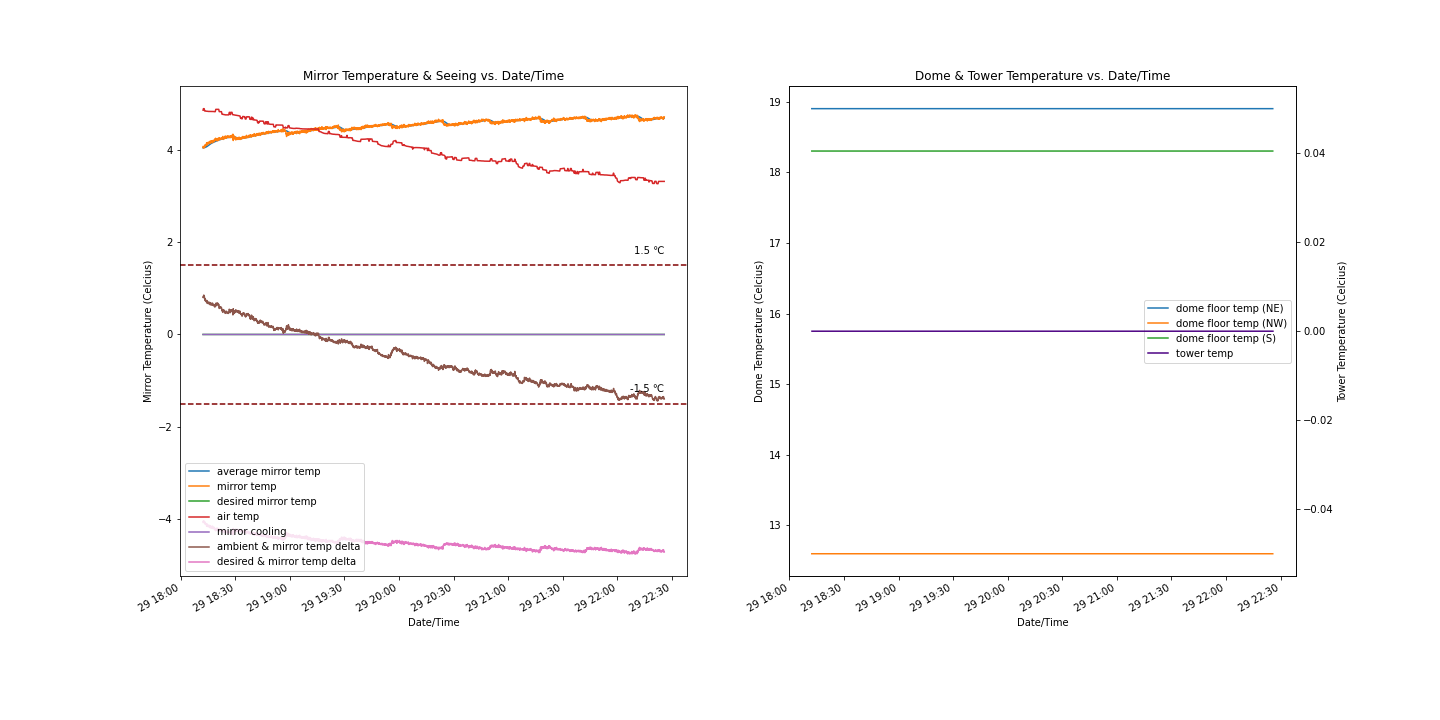 Mirror Temperature & Seeing vs. Date/Time
Mirror Temperature (Celcius)
4
2
0
−2
−4
1.5 ℃
-1.5 ℃
average mirror temp
mirror temp
desired mirror temp
air temp
mirror cooling
ambient & mirror temp delta
desired & mirror temp delta
29 18:00
29 18:30
29 19:00
29 19:30
29 20:00
29 20:30
29 21:00
29 21:30
29 22:00
29 22:30
Date/Time
Dome & Tower Temperature vs. Date/Time
Dome Temperature (Celcius)
19
18
17
16
15
14
13
dome floor temp (NE)
dome floor temp (NW)
dome floor temp (S)
tower temp
0.04
0.02
0.00
−0.02
−0.04
Tower Temperature (Celcius)
29 18:00
29 18:30
29 19:00
29 19:30
29 20:00
29 20:30
29 21:00
29 21:30
29 22:00
29 22:30
Date/Time